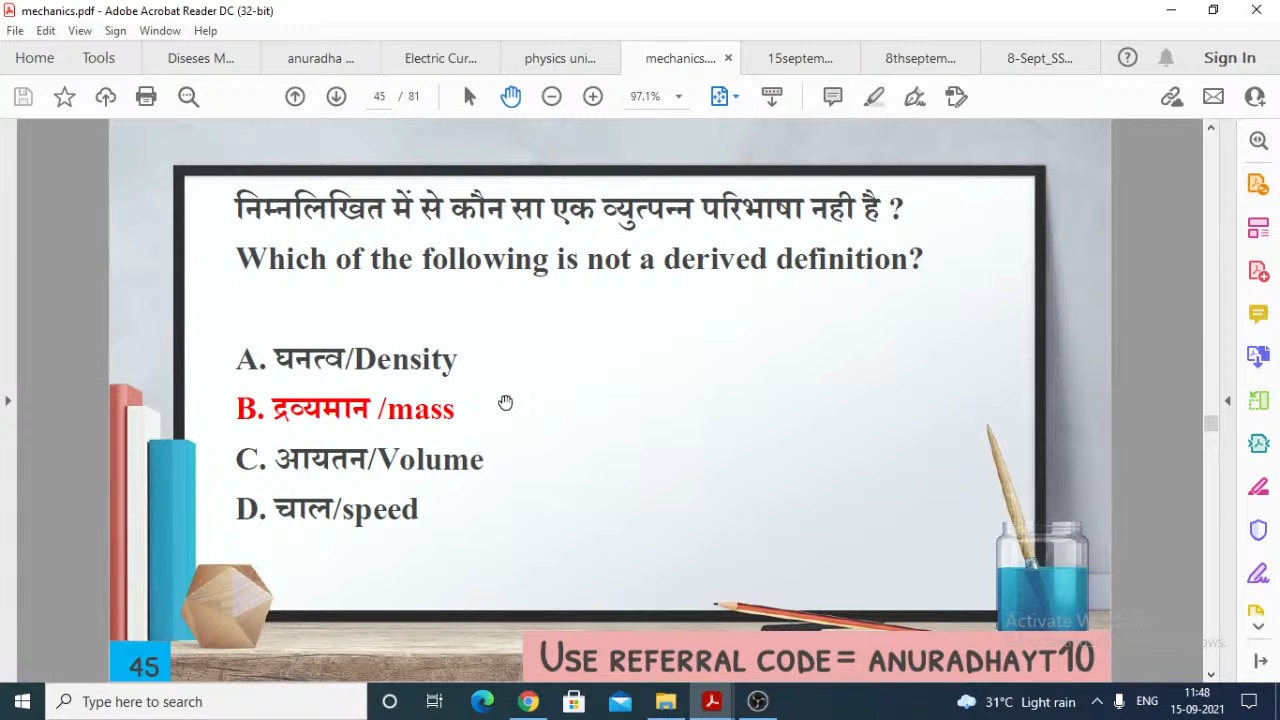 mechanics.pdf - Adobe Acrobat Reader DC (32-bit)
File Edit View Sign Window Help
Home Tools Diseses M... anuradha ... Electric Cur... physics uni... mechanics.... 15septem... 8thseptem... 8-Sept_SS... Sign In
45 / 81 97.1%
निम्नलिखित में से कौन सा एक व्युत्पन्न परिभाषा नही है ?
Which of the following is not a derived definition?
A. घनत्व/Density
B. द्रव्यमान /mass
C. आयतन/Volume
D. चाल/speed
Activate W
45
USE REFERRAL CODE= ANURADHAYT10
Type here to search
31°C Light rain ENG 11:48
15-09-2021